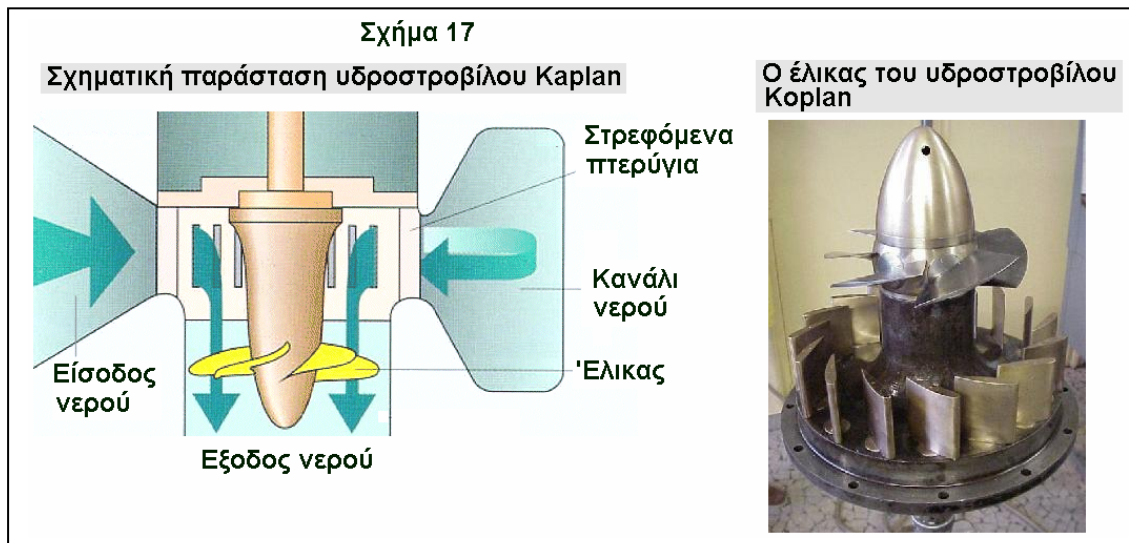 Σχήμα 17
Σχηματική παράσταση υδροστροβίλου Kaplan
Ο έλικας του υδροστροβίλου
Koplan
Στρεφόμενα
πτερύγια
Κανάλι
νερού
'Ελικας
Είσοδος
νερού
Εξοδος νερού